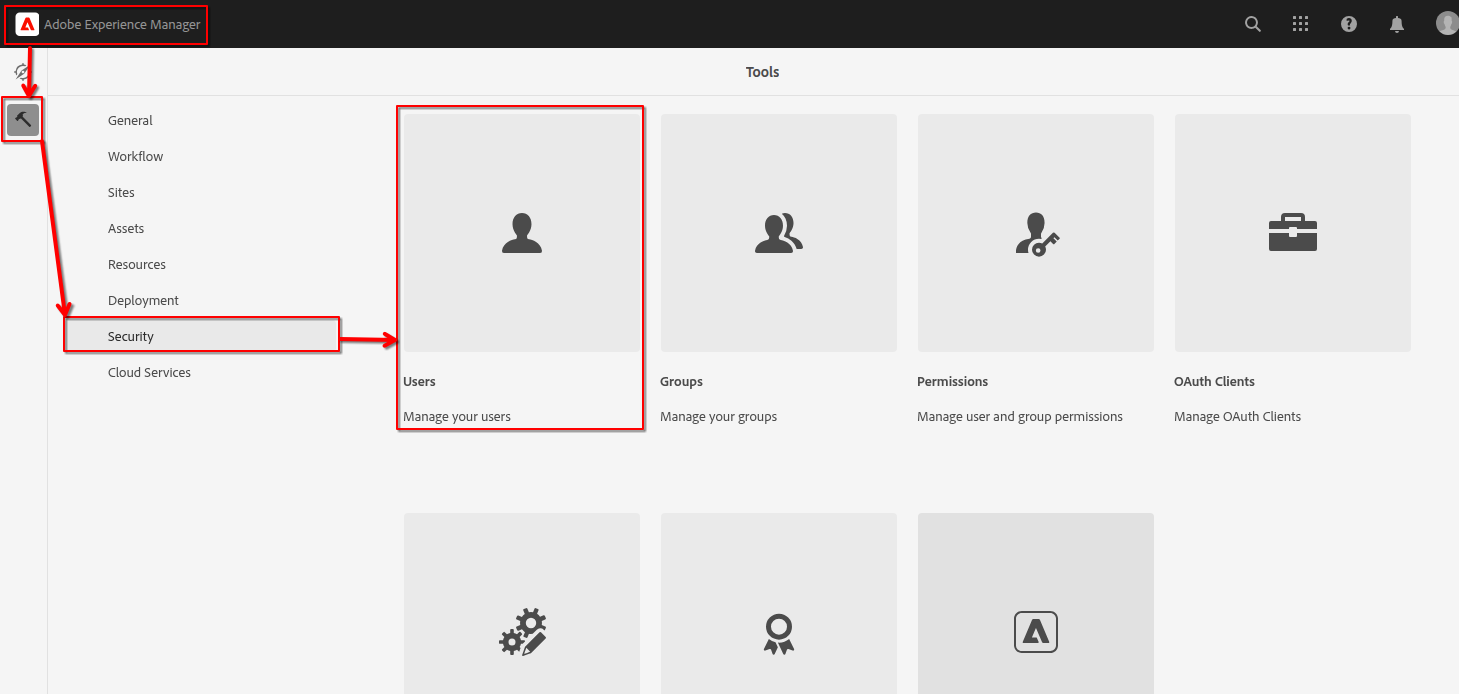 Adobe Experience Manager
Tools
General
Workflow
Sites
Assets
Resources
Deployment
Security
Cloud Services
Users
Manage your users
Groups
Manage your groups
Permissions
Manage user and group permissions
OAuth Clients
Manage OAuth Clients